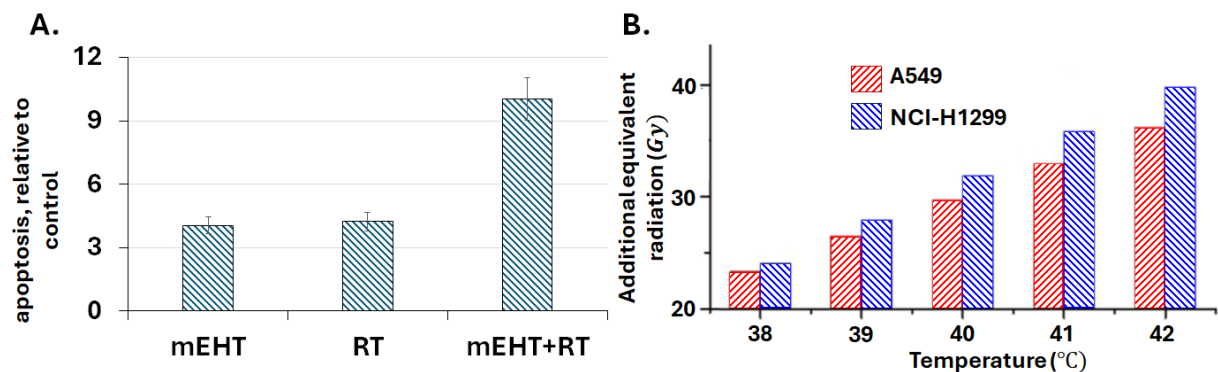 A.
12
9
6
3
0
apoptosis, relative to
control
mEHT
RT
mEHT+RT
B.
A549
NCI-H1299
40
30
20
Additional equivalent
radiation (Gy)
38
39
40
41
42
Temperature (°C)